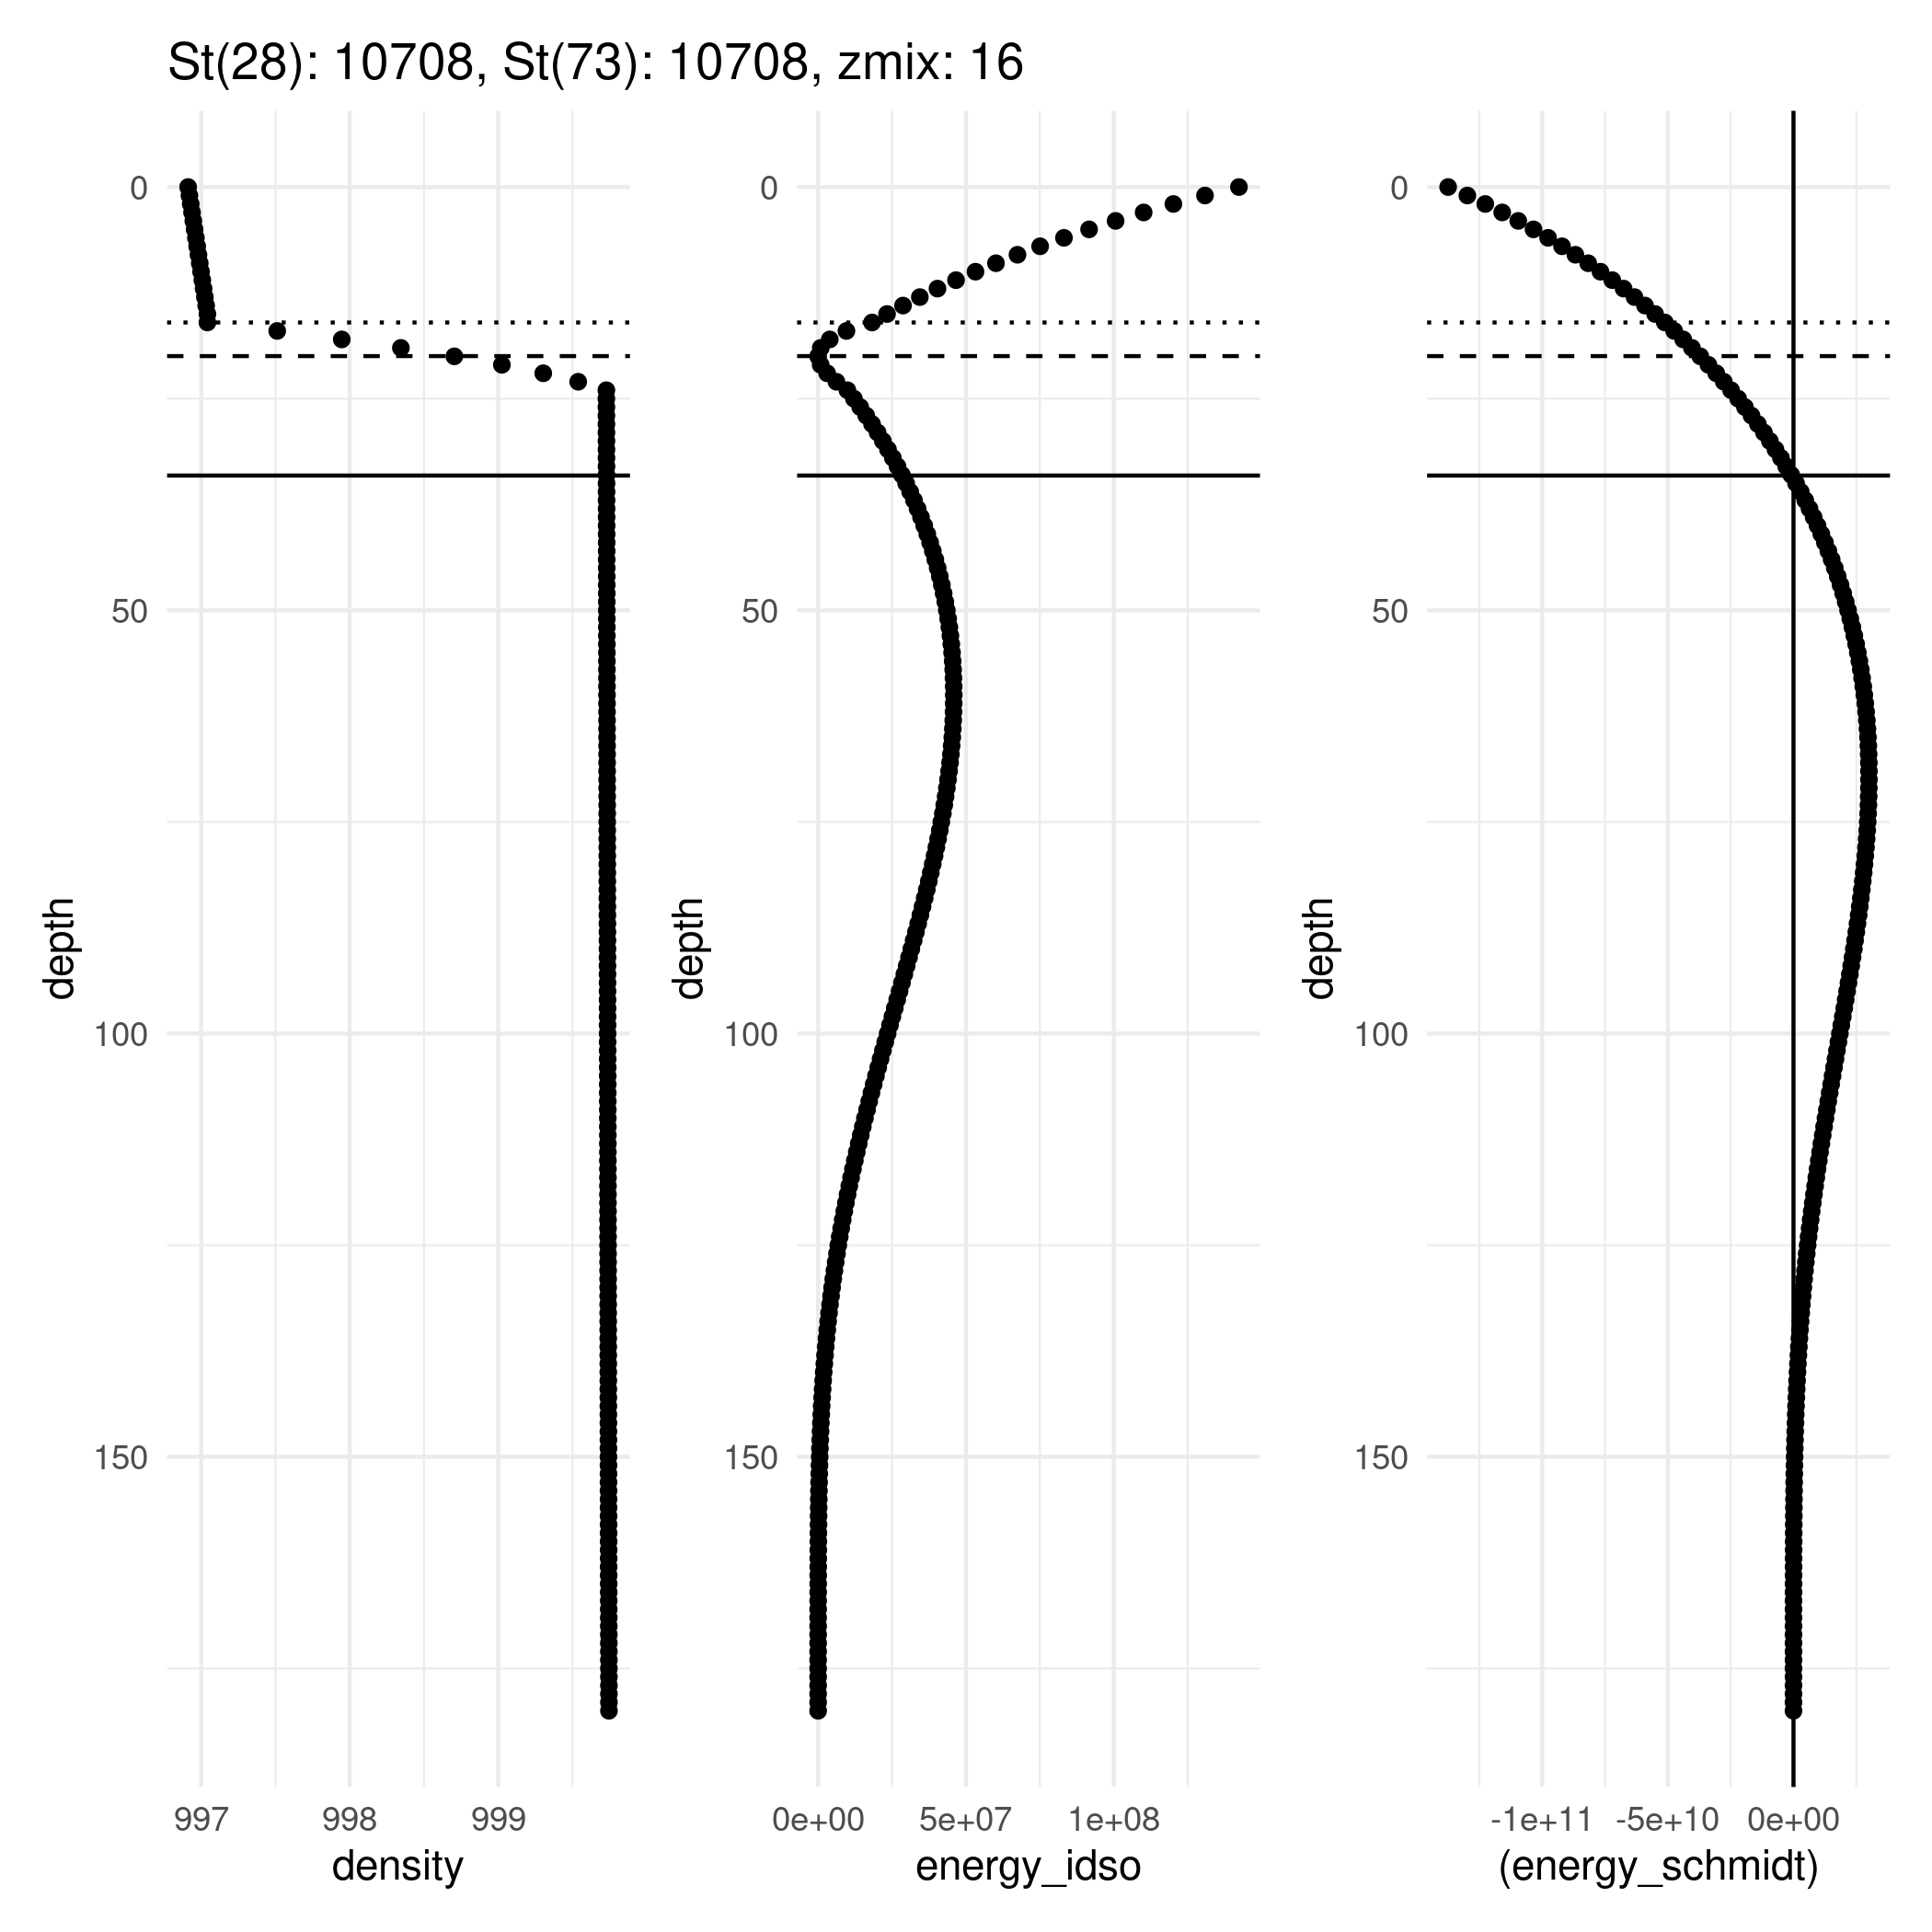 St(28): 10708, St(73): 10708, zmix: 16
0
50
100
150
depth
997 998 999
density
0
50
100
150
depth
0e+00 5e+07 1e+08
energy_idso
0
50
100
150
depth
-1e+11 -5e+10 0e+00
(energy_schmidt)